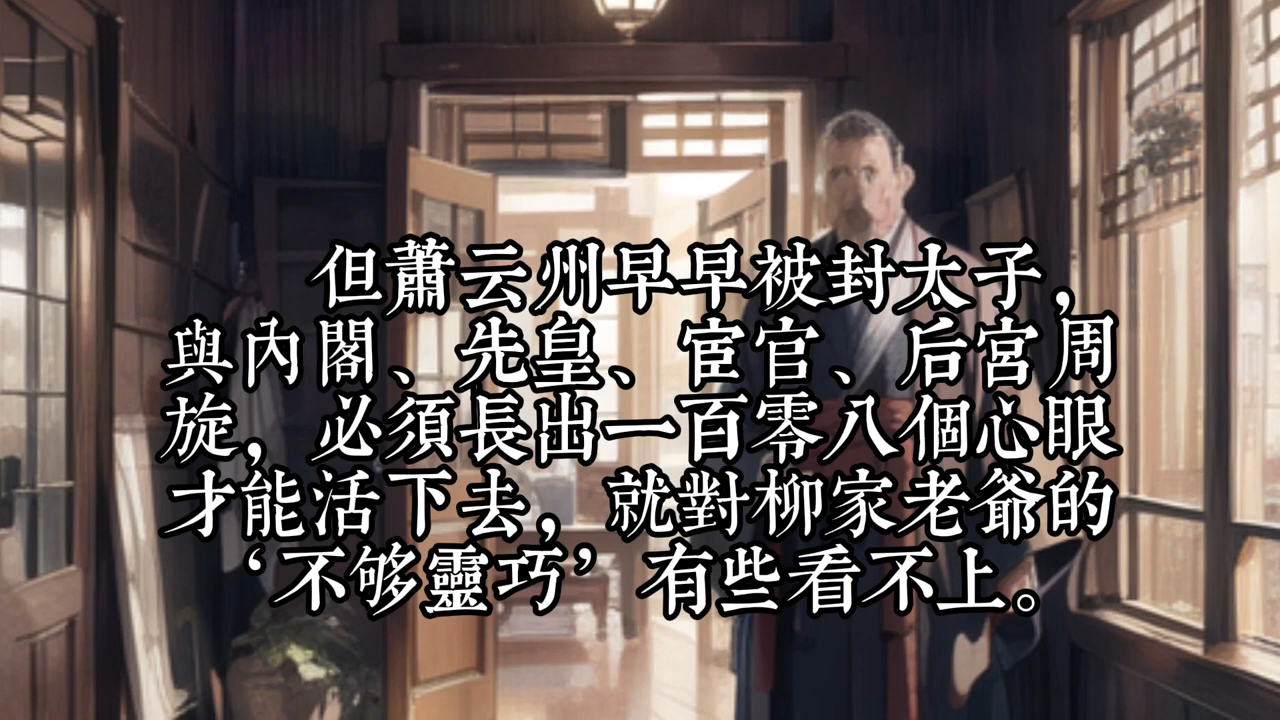 但蕭云州早早被封太子，
與內閣、先皇、宦官、后宮周
旋，必須長出一百零八個心眼
才能活下去，就對柳家老爺的
‘不够靈巧’有些看不上。